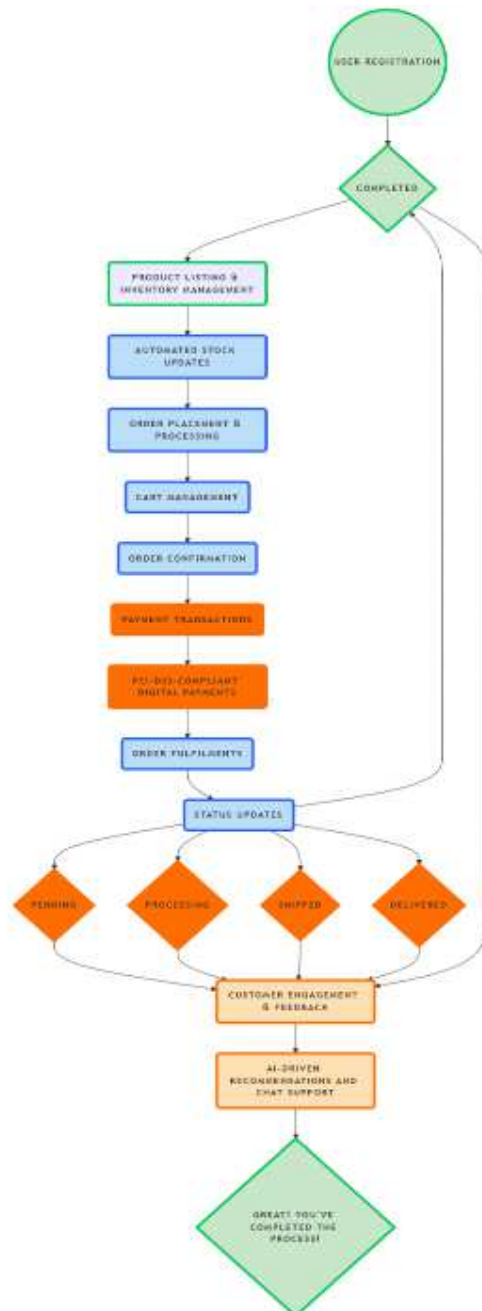 USER REGISTRATION
COMPLETED
PRODUCT LISTING &
INVENTORY MANAGEMENT
AUTOMATED STOCK
UPDATES
ORDER PLACEMENT &
PROCESSING
CART MANAGEMENT
ORDER CONFIRMATION
PAYMENT TRANSACTIONS
PCI-DSS-COMPLIANT
DIGITAL PAYMENTS
ORDER FULFILMENTS
STATUS UPDATES
PENDING
PROCESSING
SHIPPED
DELIVERED
CUSTOMER ENGAGEMENT
& FEEDBACK
AI-DRIVEN
RECOMMENDATIONS AND
CHAT SUPPORT
GREAT! YOU'VE
COMPLETED THE
PROCESS!